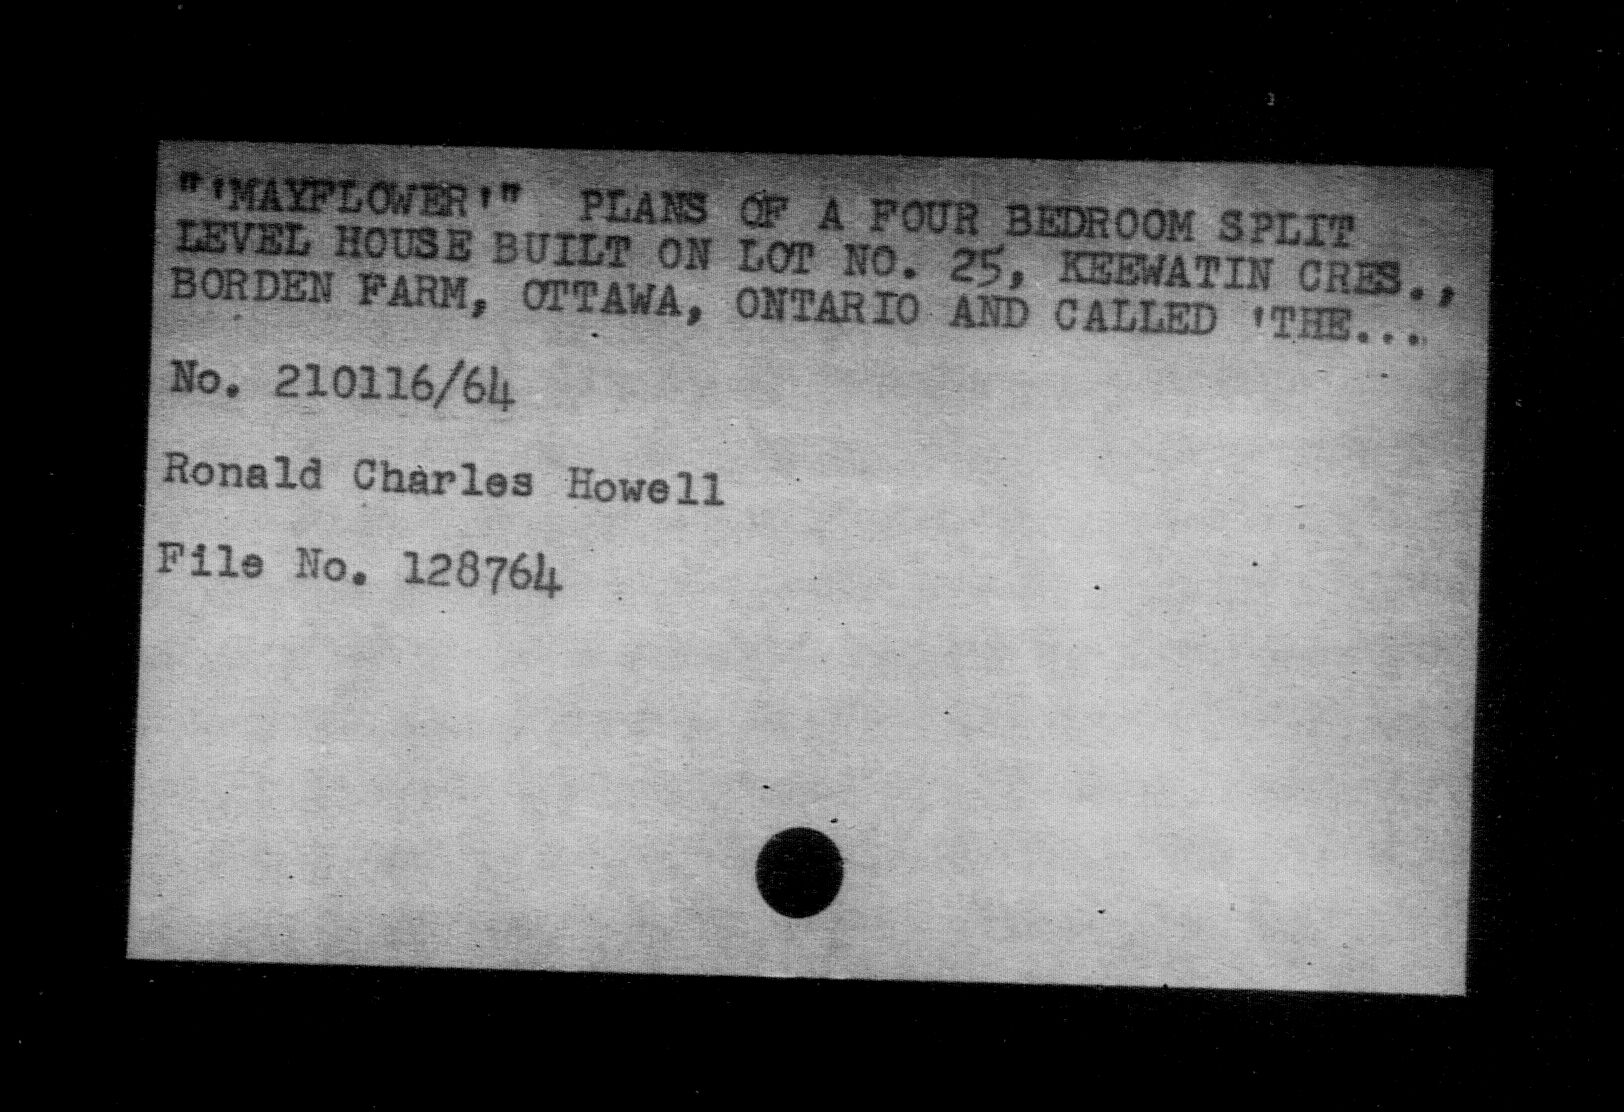 "'MAYFLOWER'" PLANS OF A FOUR BEDROOM SPLIT
LEVEL HOUSE BUILT ON LOT NO. 25, KEEWATIN CRES.,
BORDEN FARM, OTTAWA, ONTARIO AND CALLED 'THE...
No. 210116/64
Ronald Charles Howell
File No. 128764